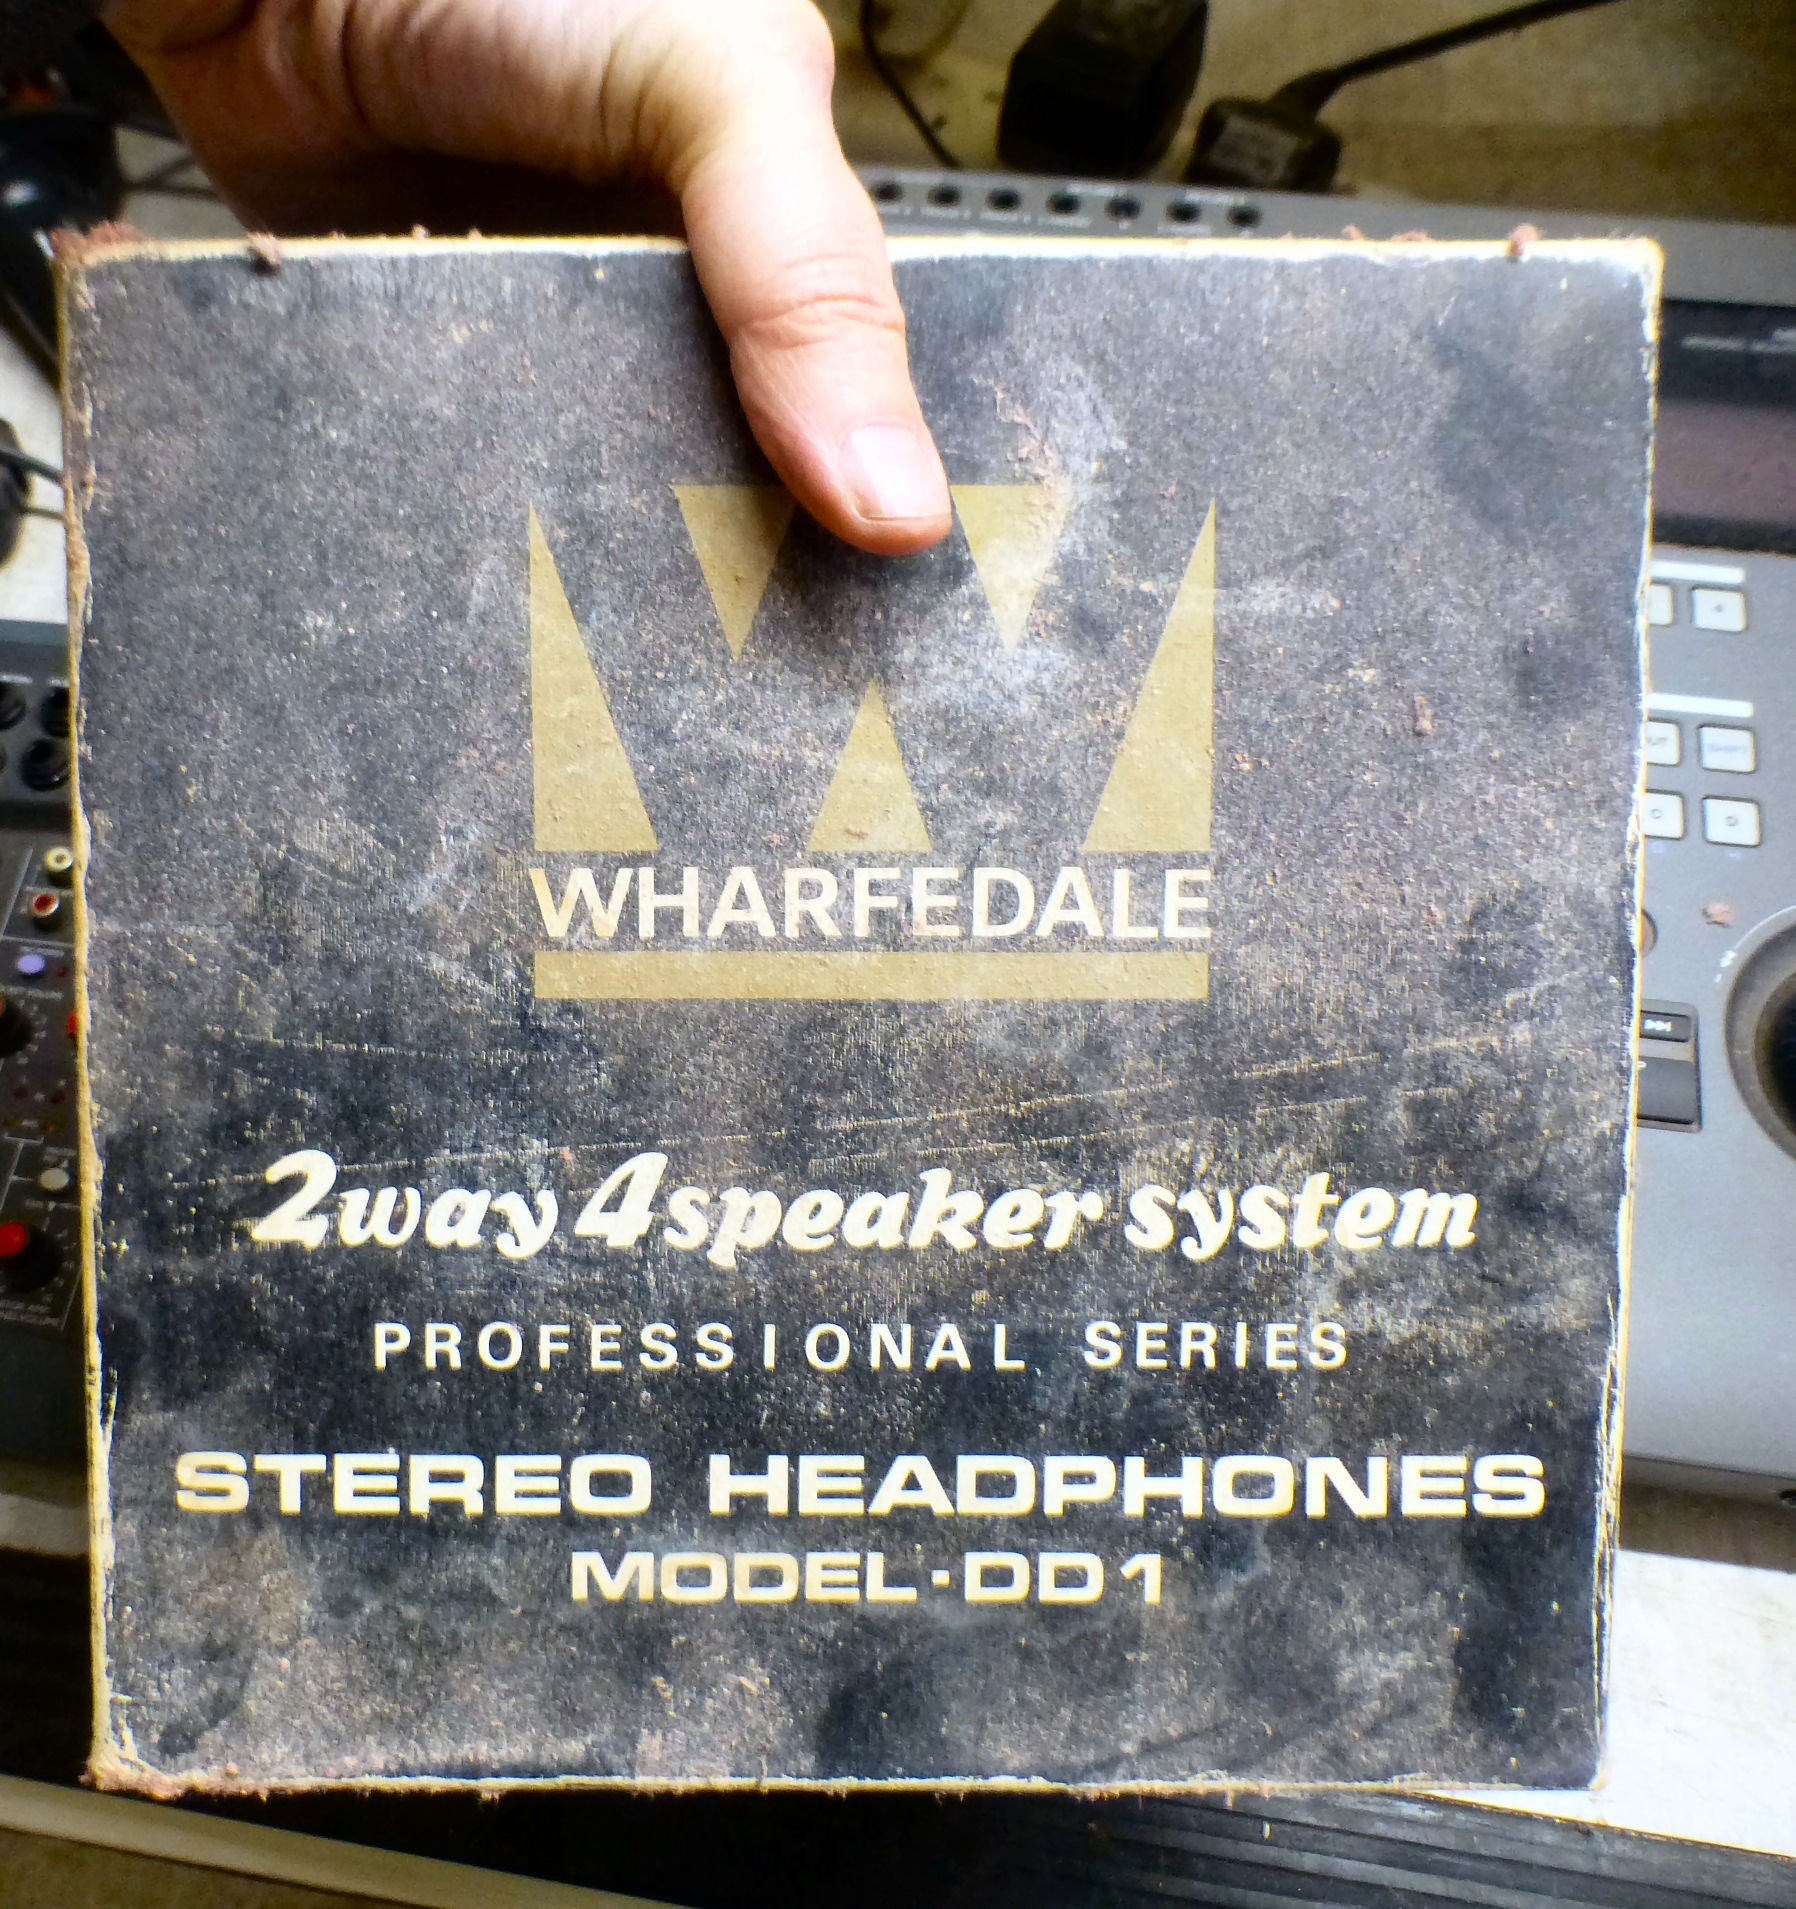 WHARFEDALE
2way 4speaker system
PROFESSIONAL SERIES
STEREO HEADPHONES
MODEL-DD1